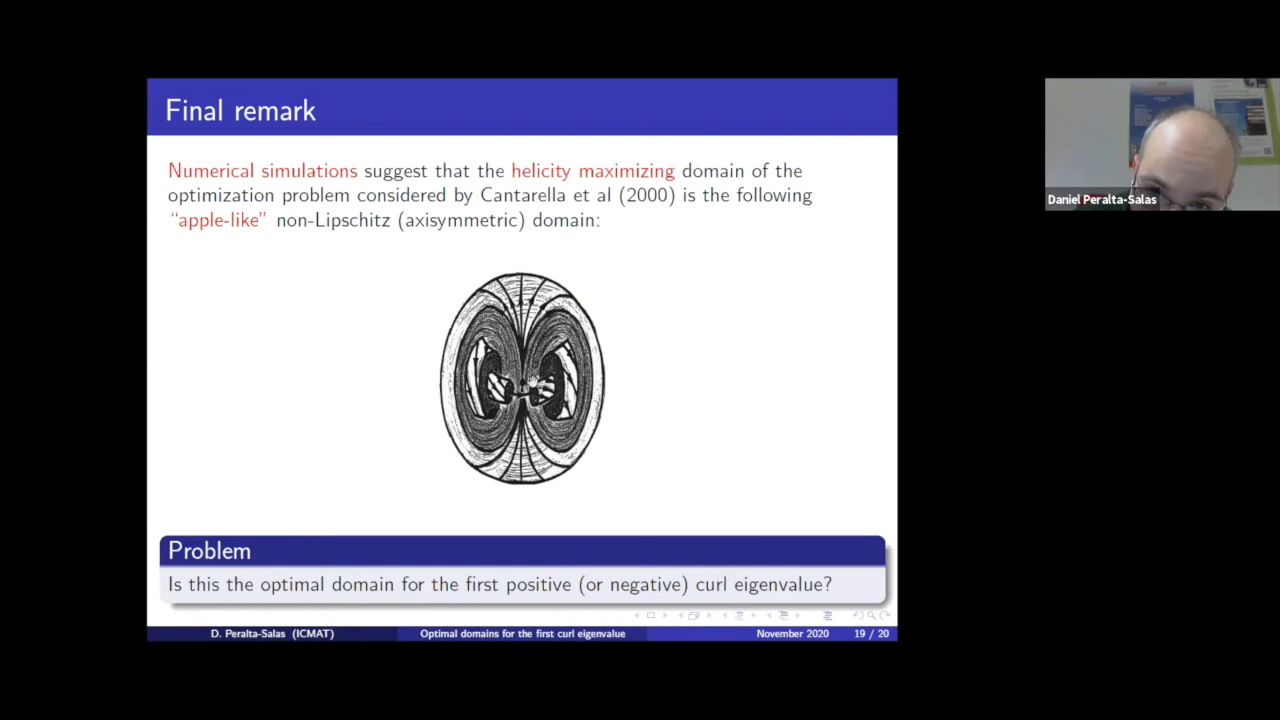 Final remark
Numerical simulations suggest that the helicity maximizing domain of the
optimization problem considered by Cantarella et al (2000) is the following
“apple-like” non-Lipschitz (axisymmetric) domain:
Problem
Is this the optimal domain for the first positive (or negative) curl eigenvalue?
D. Peralta-Salas (ICMAT) Optimal domains for the first curl eigenvalue November 2020 19 / 20
Daniel Peralta-Salas